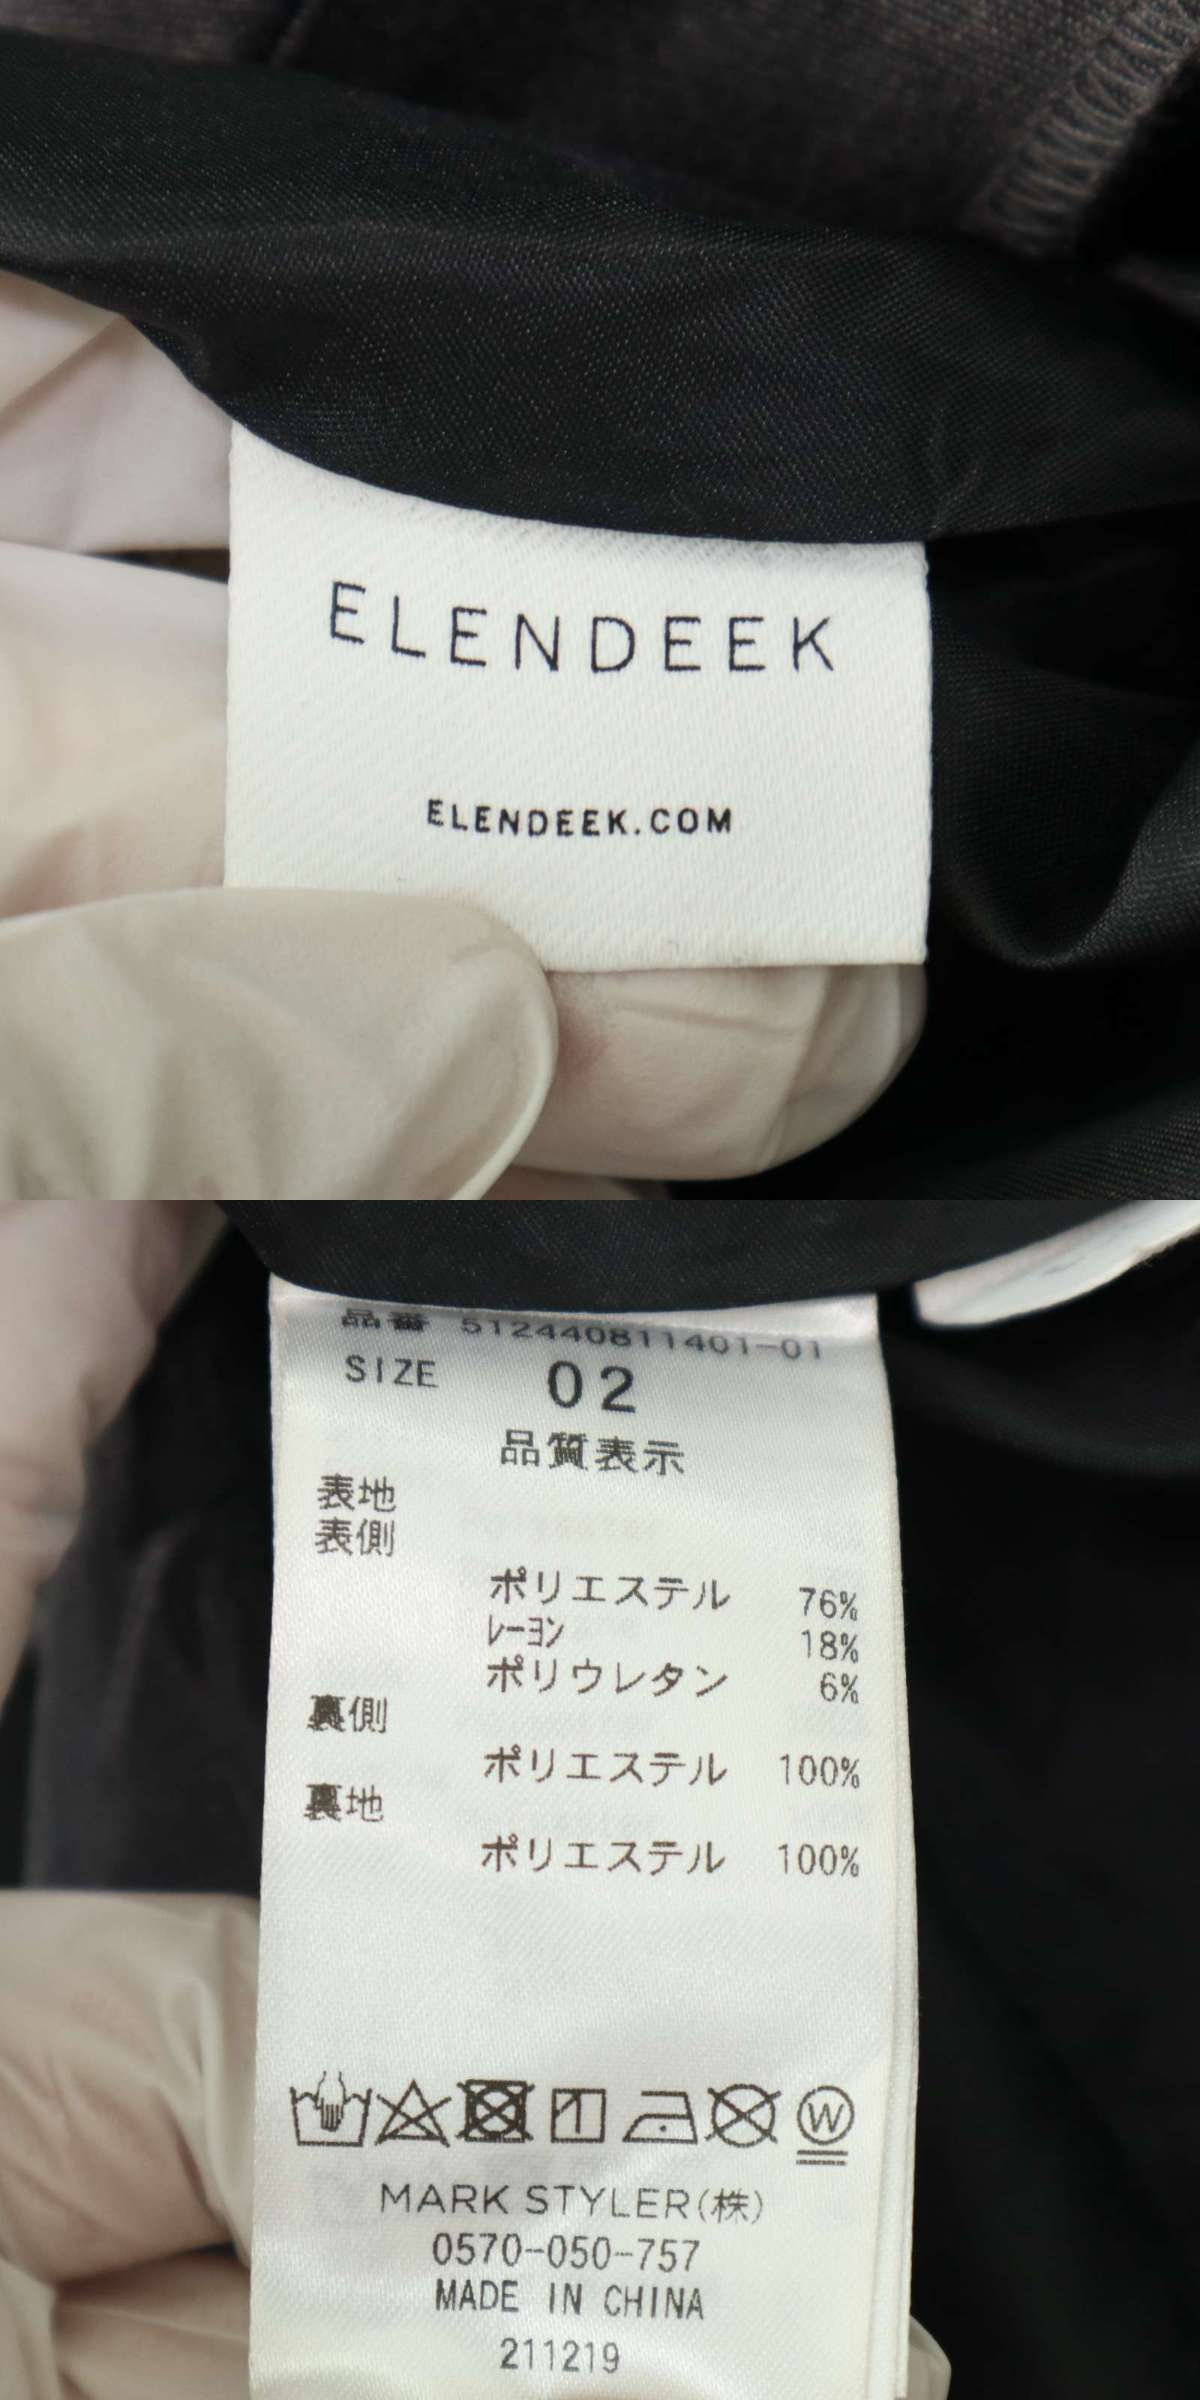 ELENDEEK
ELENDEEK.COM
品番 512440811401-01
SIZE 02
品質表示
表地
表側
ポリエステル 76%
レーヨン 18%
ポリウレタン 6%
裏側
ポリエステル 100%
裏地
ポリエステル 100%
W
MARK STYLER(株)
0570-050-757
MADE IN CHINA
211219